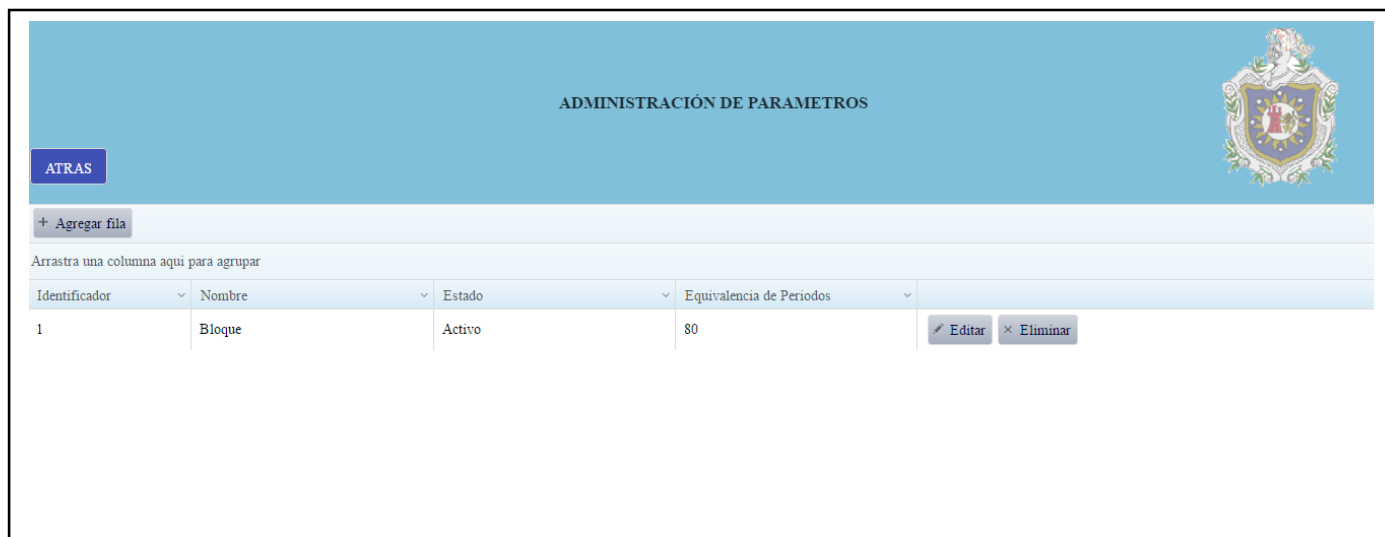 ADMINISTRACIÓN DE PARAMETROS
ATRAS
+ Agregar fila
Arrastra una columna aquí para agrupar
Identificador Nombre Estado Equivalencia de Periodos
1 Bloque Activo 80 Editar × Eliminar